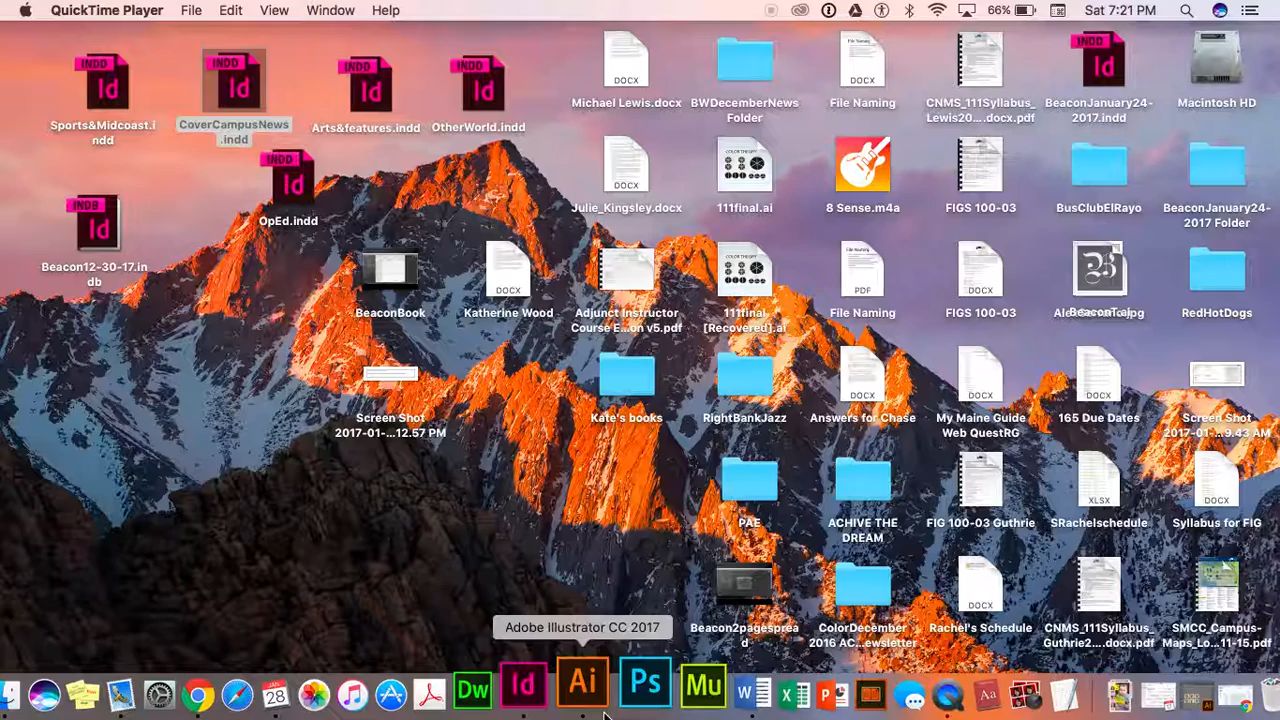 QuickTime Player File Edit View Window Help 66% Sat 7:21 PM
INDD
Id
Sports&Midcoast.i
ndd
INDD
Id
CoverCampusNews
.indd
INDD
Id
Arts&features.indd
INDD
Id
OtherWorld.indd
DOCX
Michael Lewis.docx
BWDecemberNews
Folder
DOCX
File Naming
CNMS_111Syllabus_
Lewis20....docx.pdf
INDD
Id
BeaconJanuary24-
2017.indd
Macintosh HD
INDD
Id
OpEd.indd
DOCX
Julie_Kingsley.docx
111final.ai
8 Sense.m4a
FIGS 100-03
BusClubElRayo
BeaconJanuary24-
2017 Folder
INDB
Id
Beacon12-30-17.in
db
BeaconBook
DOCX
Katherine Wood
Adjunct Instructor
Course E...on v5.pdf
111final
[Recovered].ai
PDF
File Naming
DOCX
FIGS 100-03
RedHotDogs
Screen Shot
2017-01-...12.57 PM
Kate's books
RightBankJazz
DOCX
Answers for Chase
DOCX
My Maine Guide
Web QuestRG
DOCX
165 Due Dates
Screen Shot
2017-01-...9.43 AM
PAE
ACHIVE THE
DREAM
FIG 100-03 Guthrie
XLSX
SRachelschedule
DOCX
Syllabus for FIG
Beacon2pagesprea
d
ColorDecember
2016 AC...ewsletter
DOCX
Rachel's Schedule
CNMS_111Syllabus_
Guthrie2....docx.pdf
SMCC_Campus-
Maps_Lo...11-15.pdf
Adobe Illustrator CC 2017
JAN
28
Dw
Id
Ai
Ps
Mu
W
X
P
Aa